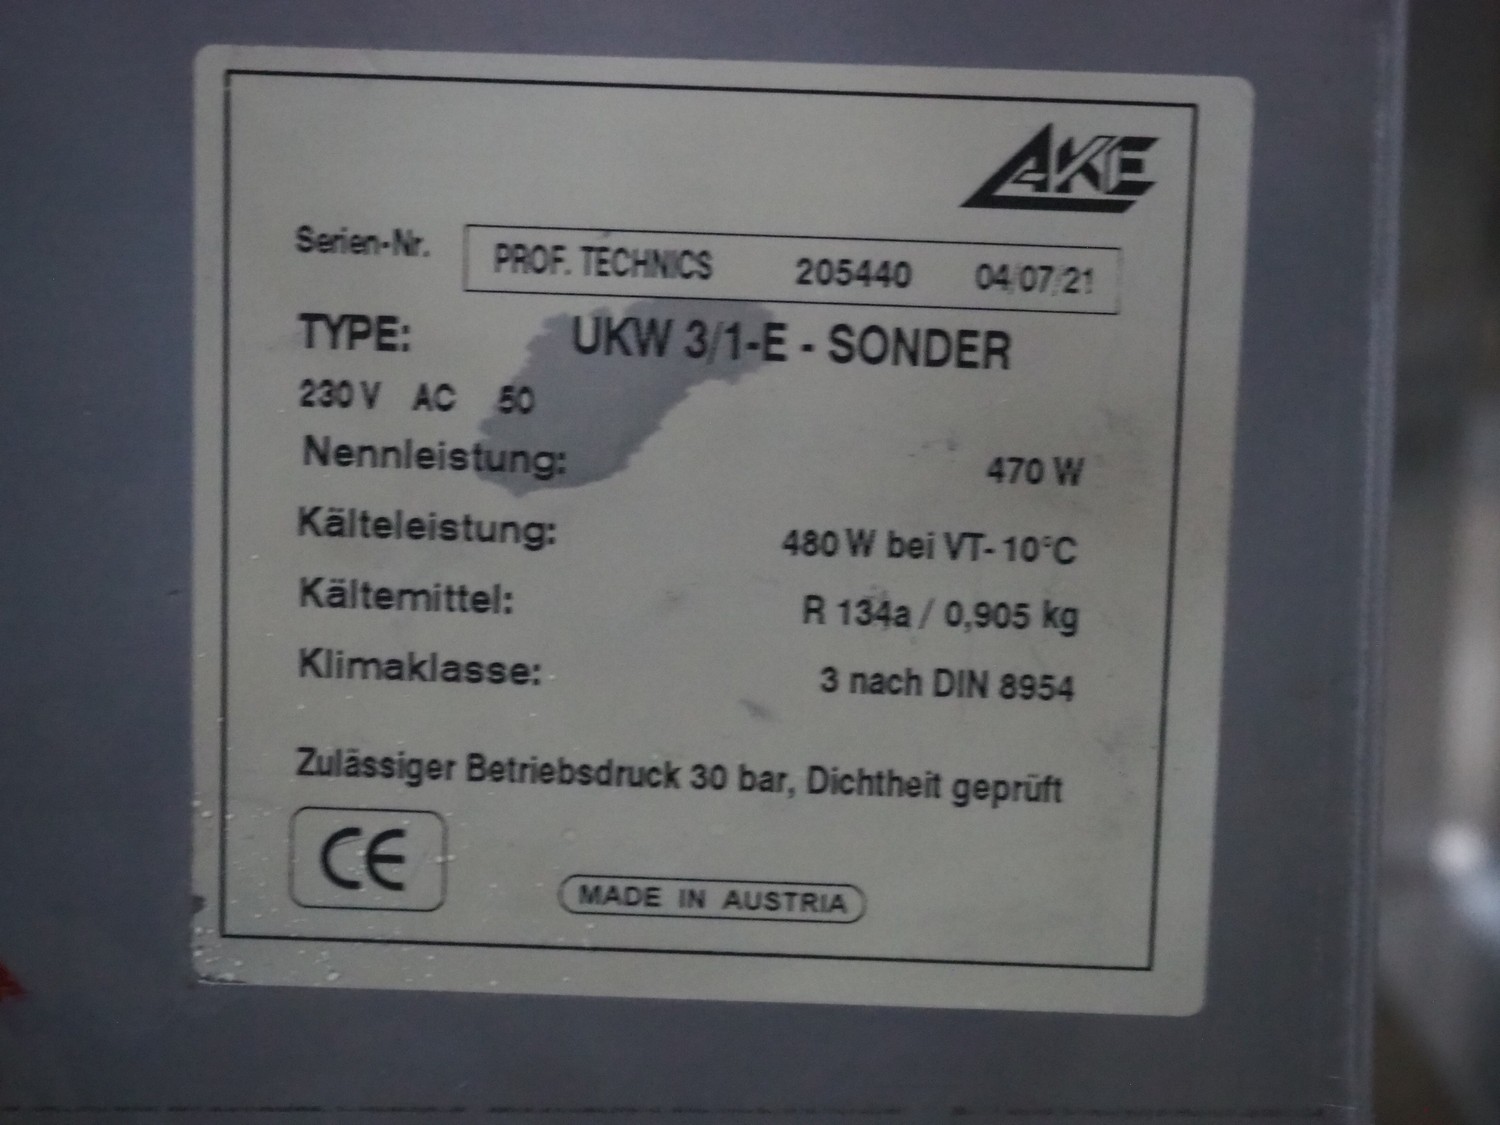 AKE
Serien-Nr. PROF. TECHNICS 205440 04/07/21
TYPE: UKW 3/1-E - SONDER
230 V AC 50
Nennleistung: 470 W
Kälteleistung: 480 W bei VT- 10°C
Kältemittel: R 134a / 0,905 kg
Klimaklasse: 3 nach DIN 8954
Zulässiger Betriebsdruck 30 bar, Dichtheit geprüft
CE
MADE IN AUSTRIA